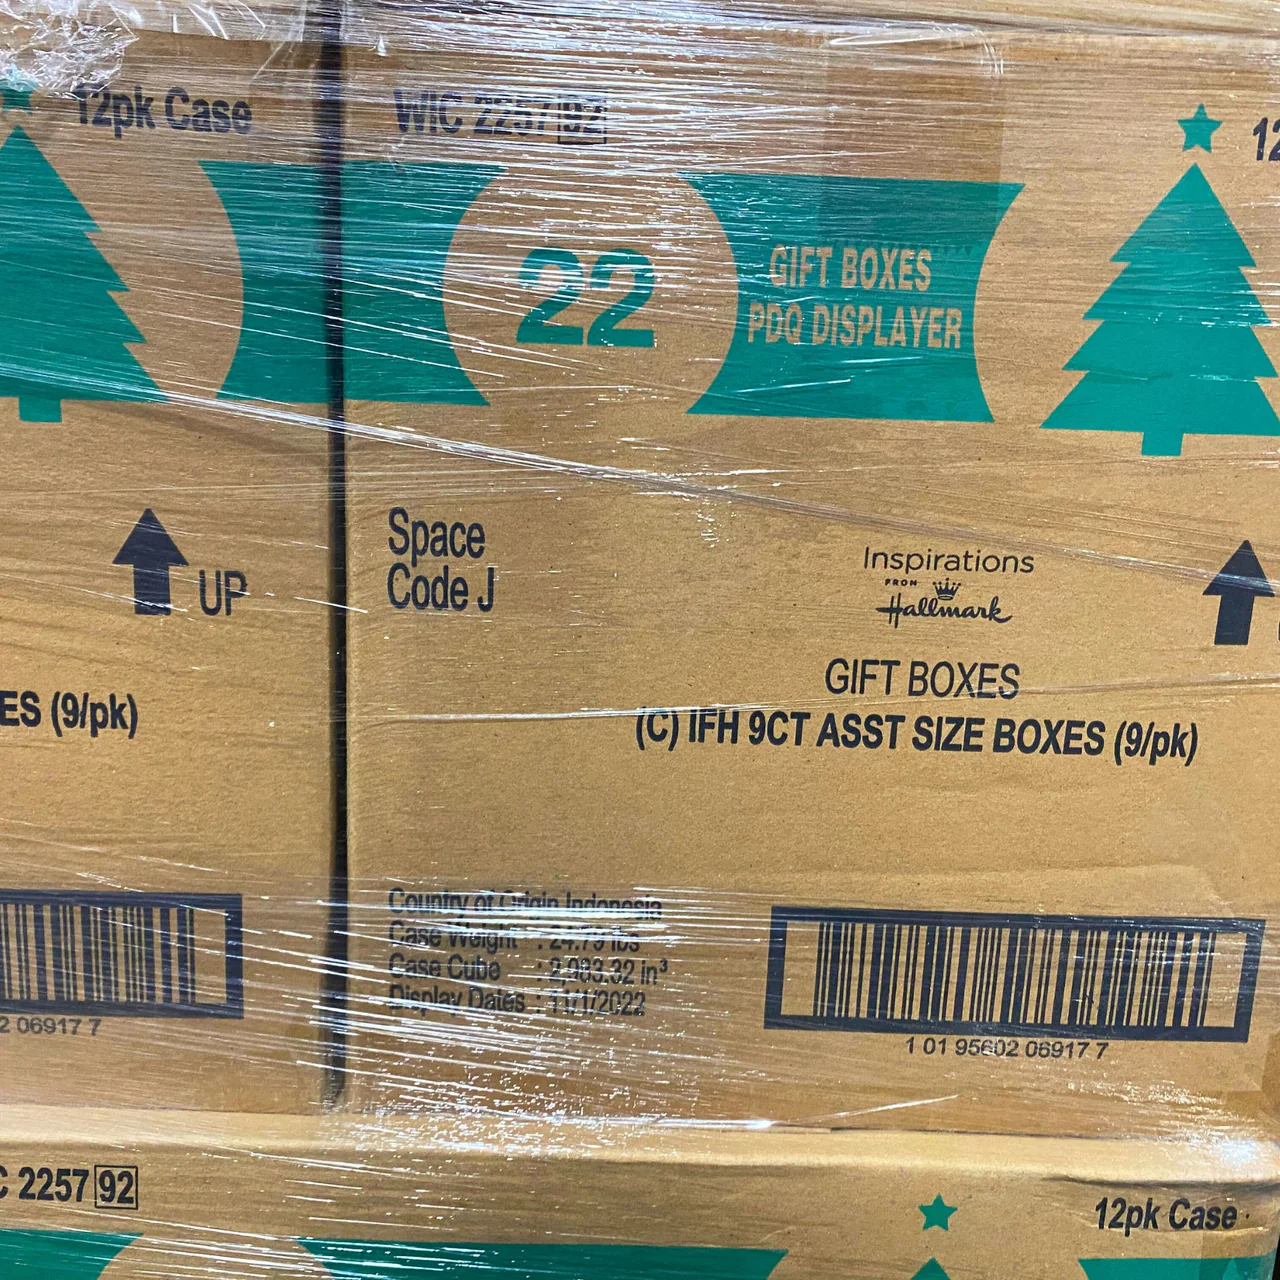 12pk Case
WIC 2257 92
12
22
GIFT BOXES
PDQ DISPLAYER
Space
Code J
UP
Inspirations
FROM
Hallmark
GIFT BOXES
ES (9/pk)
(C) IFH 9CT ASST SIZE BOXES (9/pk)
Country of Origin Indonesia
Case Weight : 24.79 lbs
Case Cube : 2,983.32 in³
Display Dates : 11/1/2022
2 06917 7
1 01 95602 06917 7
C 2257 92
12pk Case